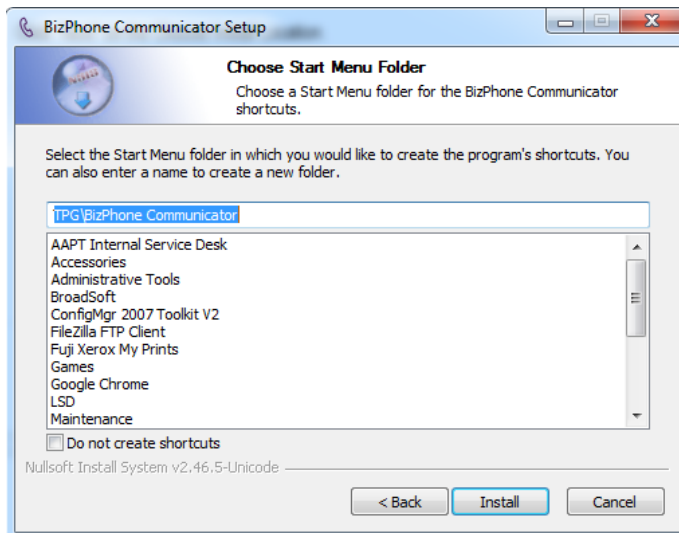 BizPhone Communicator Setup
Choose Start Menu Folder
Choose a Start Menu folder for the BizPhone Communicator
shortcuts.
Select the Start Menu folder in which you would like to create the program's shortcuts. You
can also enter a name to create a new folder.
TPG\BizPhone Communicator
AAPT Internal Service Desk
Accessories
Administrative Tools
BroadSoft
ConfigMgr 2007 Toolkit V2
FileZilla FTP Client
Fuji Xerox My Prints
Games
Google Chrome
LSD
Maintenance
Do not create shortcuts
Nullsoft Install System v2.46.5-Unicode
< Back
Install
Cancel